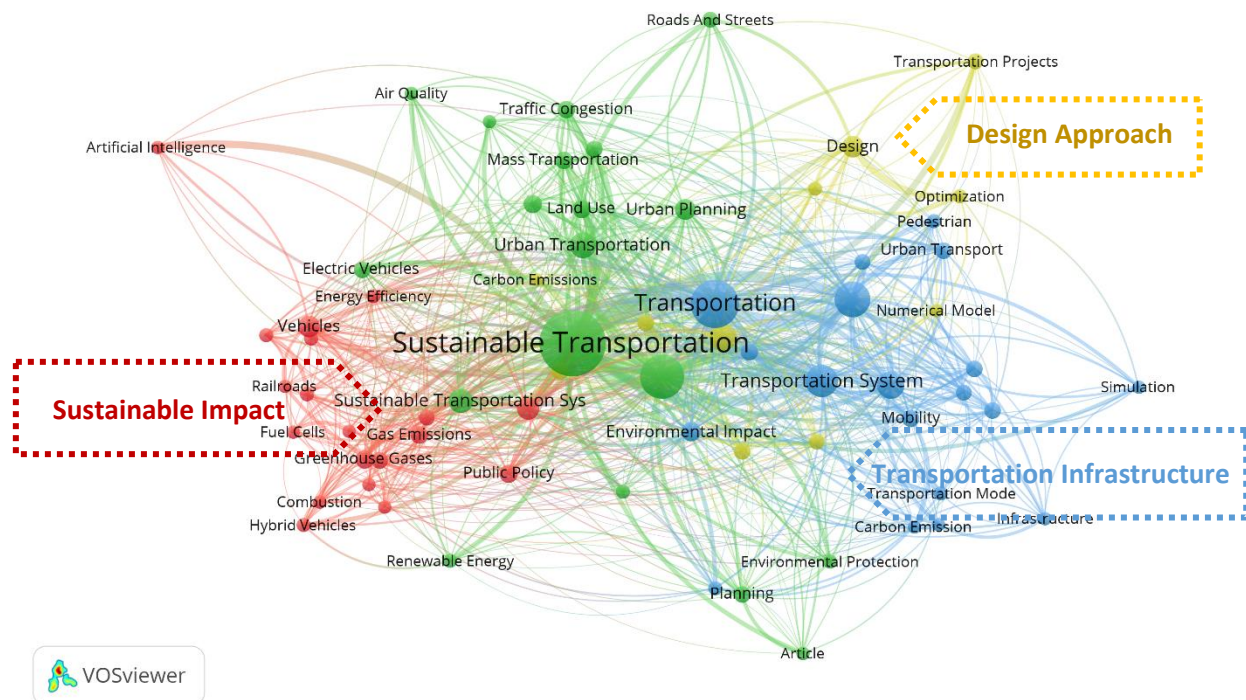 Roads And Streets
Transportation Projects
Air Quality
Traffic Congestion
Design Approach
Artificial Intelligence
Design
Mass Transportation
Optimization
Land Use
Urban Planning
Pedestrian
Urban Transportation
Urban Transport
Electric Vehicles
Carbon Emissions
Energy Efficiency
Transportation
Numerical Model
Vehicles
Sustainable Transportation
Railroads
Transportation System
Simulation
Sustainable Impact
Sustainable Transportation Sys
Mobility
Fuel Cells
Gas Emissions
Environmental Impact
Greenhouse Gases
Public Policy
Transportation Infrastructure
Combustion
Transportation Mode
Hybrid Vehicles
Carbon Emission
Infrastructure
Renewable Energy
Environmental Protection
Planning
Article
VOSviewer